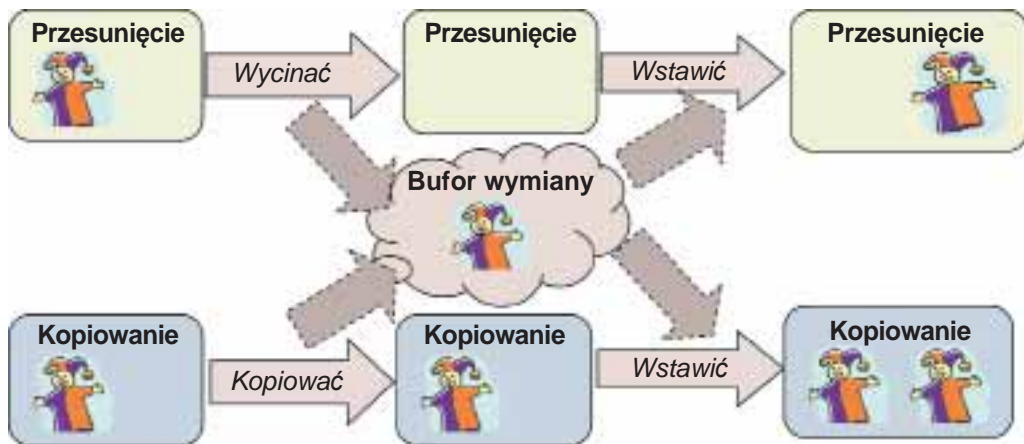 Przesunięcie
Wycinać
Przesunięcie
Wstawić
Przesunięcie
Bufor wymiany
Kopiowanie
Kopiować
Kopiowanie
Wstawić
Kopiowanie